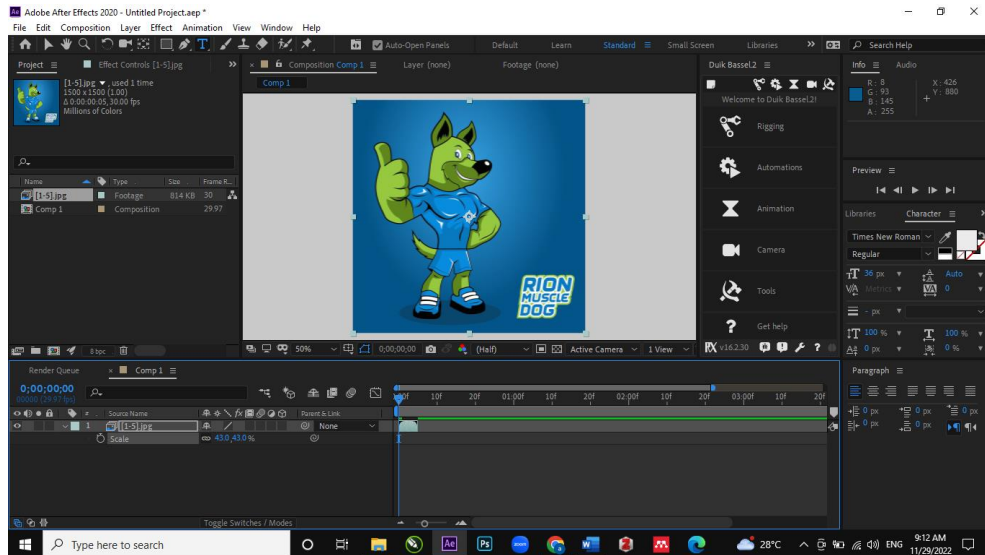 Adobe After Effects 2020 - Untitled Project.aep *
File Edit Composition Layer Effect Animation View Window Help
Auto-Open Panels Default Learn Standard Small Screen Libraries Search Help
Project Effect Controls [1-5].jpg Composition Comp 1 Layer (none) Footage (none) Duik Bassel.2 Info Audio
[1-5].jpg used 1 time
1500 x 1500 (1.00)
Δ 0:00:00:05, 30.00 fps
Millions of Colors
Comp 1
Welcome to Duik Bassel.2!
R: 8 X: 426
G: 93 Y: 880
B: 145
A: 255
Rigging
Automations
Animation
Camera
Tools
Get help
v16.2.30
Name Type Size Frame R...
[1-5].jpg Footage 814 KB 30
Comp 1 Composition 29.97
8 bpc
RION
MUSCLE
DOG
50% 0;00;00;00 (Half) Active Camera 1 View
Preview
Libraries Character
Times New Roman
Regular
36 px Auto
Metrics 0
- px
100 % 100 %
0 px 0 %
Paragraph
0 px 0 px 0 px
0 px 0 px
Render Queue Comp 1
0;00;00;00
00000 (29.97 fps)
# Source Name Parent & Link
1 [1-5].jpg None
Scale 43.0,43.0 %
10f 20f 01:00f 10f 20f 02:00f 10f 20f 03:00f 10f 20f
Toggle Switches / Modes
Type here to search
28°C ENG 9:12 AM
11/29/2022